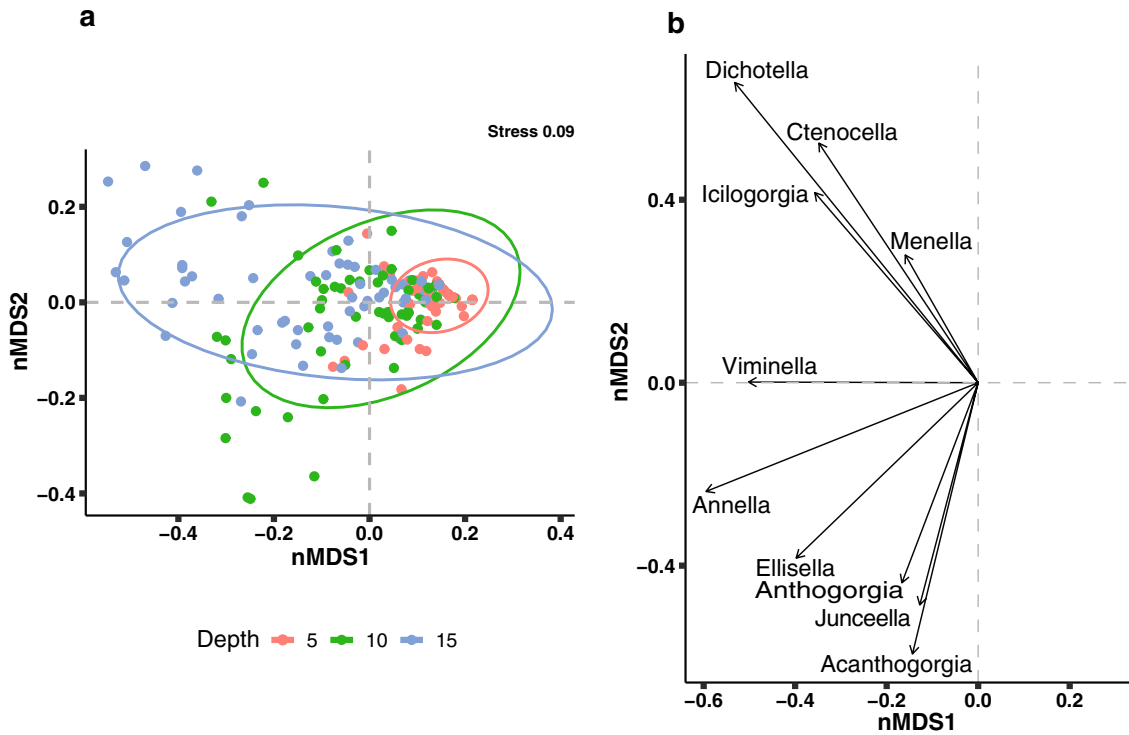 a
Stress 0.09
nMDS2
0.2
0.0
−0.2
−0.4
−0.4
−0.2
0.0
0.2
0.4
nMDS1
Depth 5 10 15
b
nMDS2
0.4
0.0
−0.4
Dichotella
Ctenocella
Icilogorgia
Menella
Viminella
Annella
Ellisella
Anthogorgia
Junceella
Acanthogorgia
−0.6
−0.4
−0.2
0.0
0.2
nMDS1